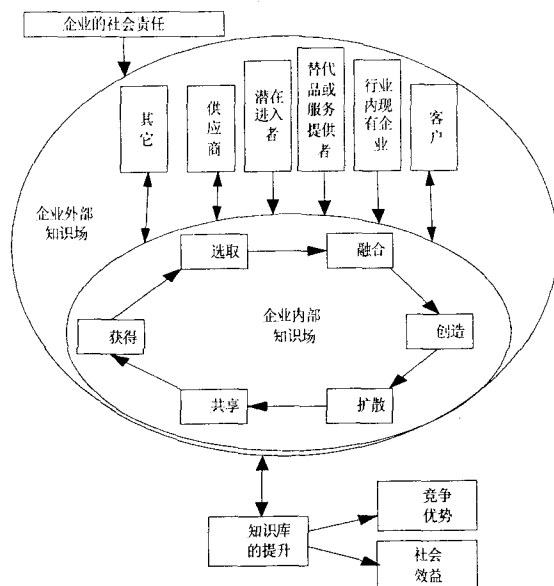 企业的社会责任
其
它
供
应
商
潜在
进入
者
替代
品或
服务
提供
者
行业
内现
有企
业
客
户
企业外部
知识场
选取
融合
企业内部
知识场
获得
创造
共享
扩散
知识库
的提升
竞争
优势
社会
效益